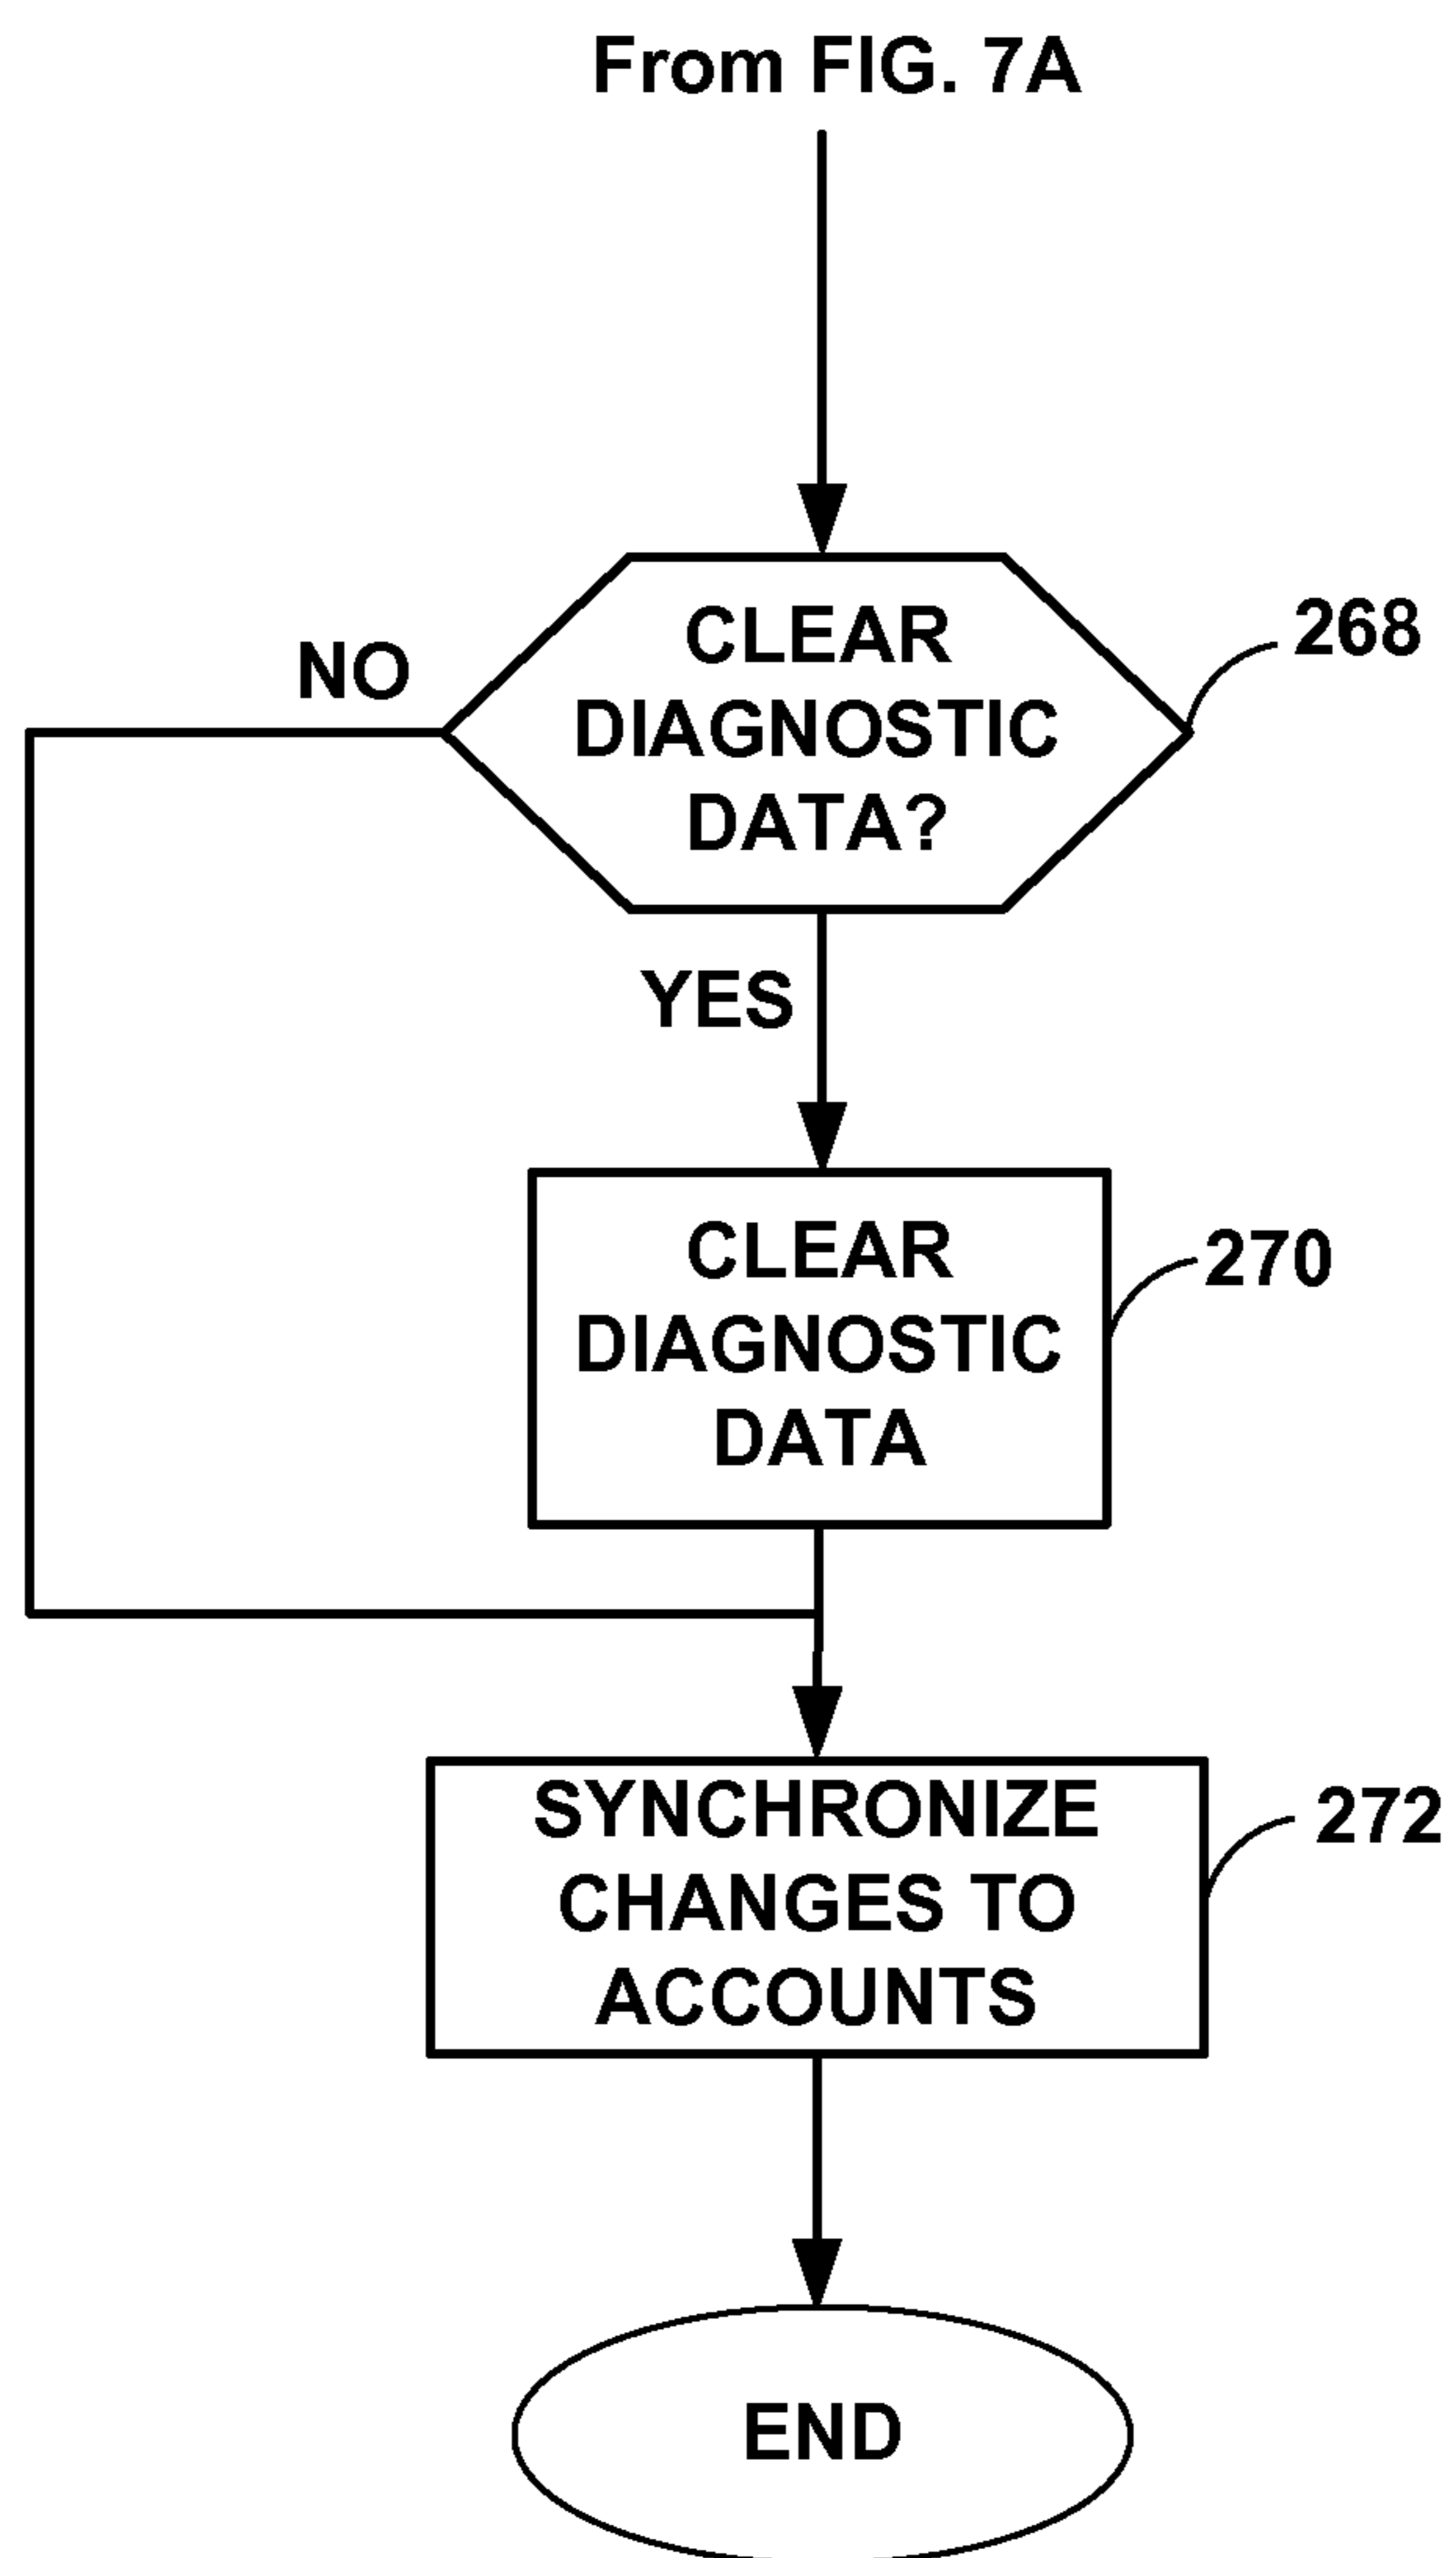 From FIG. 7A
CLEAR
DIAGNOSTIC
DATA?
268
NO
YES
CLEAR
DIAGNOSTIC
DATA
270
SYNCHRONIZE
CHANGES TO
ACCOUNTS
272
END